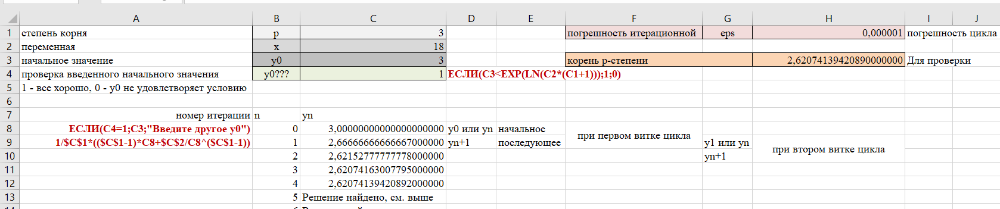 A B C D E F G H I J
1 степень корня p 3 погрешность итерационной eps 0,000001 погрешность цикла
2 переменная x 18
3 начальное значение y0 3 корень р-степени 2,62074139420890000000 Для проверки
4 проверка введенного начального значения y0??? 1 ЕСЛИ(C3<EXP(LN(C2*(C1+1)));1;0)
5 1 - все хорошо, 0 - y0 не удовлетворяет условию
6
7 номер итерации n yn
8 ЕСЛИ(C4=1;C3;"Введите другое y0") 0 3,00000000000000000000 y0 или yn начальное
при первом витке цикла
9 1/$C$1*(($C$1-1)*C8+$C$2/C8^($C$1-1)) 1 2,66666666666667000000 yn+1 последующее y1 или yn
при втором витке цикла
10 2 2,62152777777778000000 yn+1
11 3 2,62074163007795000000
12 4 2,62074139420892000000
13 5 Решение найдено, см. выше